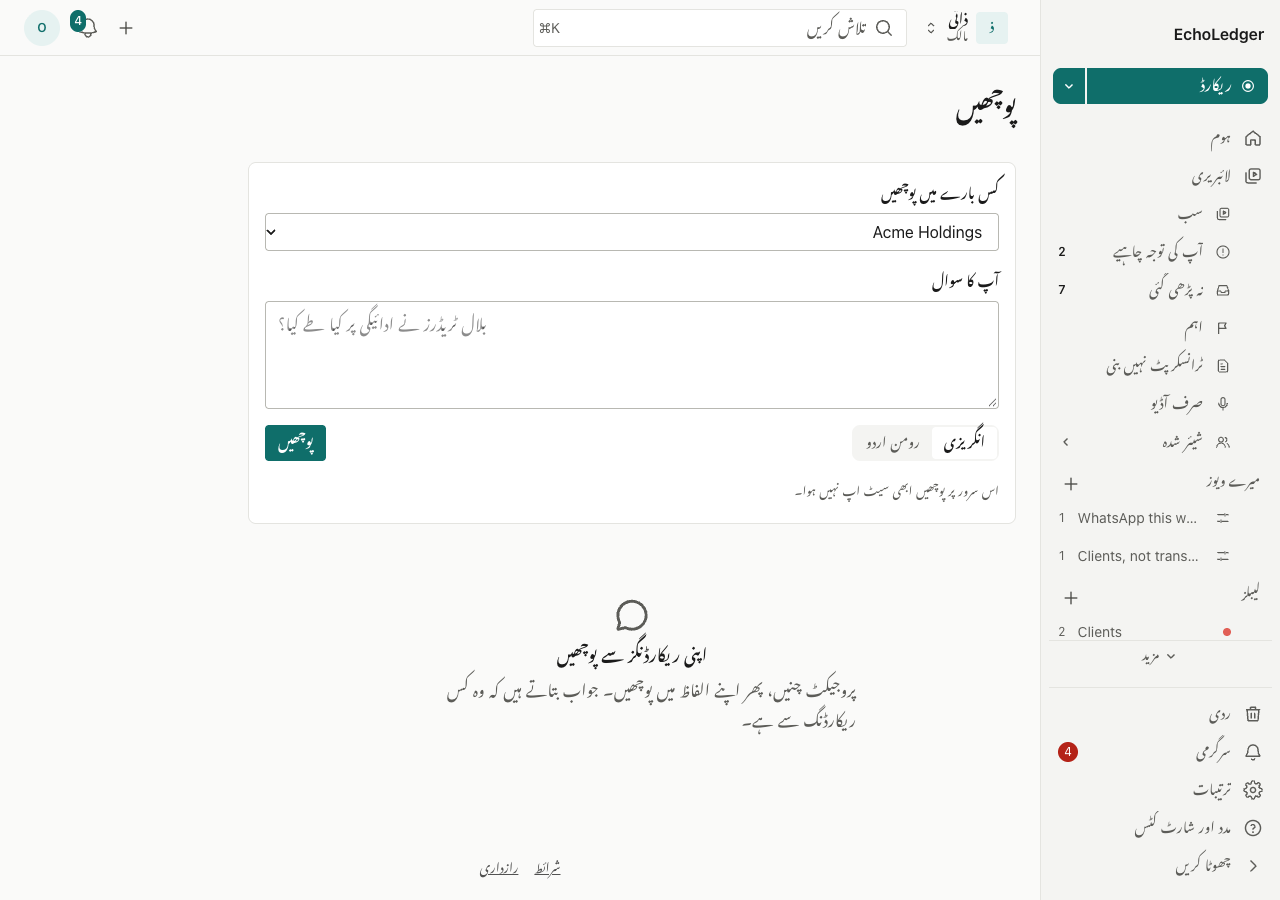 EchoLedger
ریکارڈ
ہوم
لائبریری
سب
آپ کی توجہ چاہیے 2
نہ پڑھی گئی 7
اہم
ٹرانسکرپٹ نہیں بنی
صرف آڈیو
شیئر شدہ
میرے ویوز
WhatsApp this w... 1
Clients, not trans... 1
لیبلز
Clients 2
مزید
ردی
سرگرمی 4
ترتیبات
مدد اور شارٹ کٹس
چھوٹا کریں
ذ
ذاتی
مالک
تلاش کریں ⌘K
4
O
پوچھیں
کس بارے میں پوچھیں
Acme Holdings
آپ کا سوال
بلال ٹریڈرز نے ادائیگی پر کیا طے کیا؟
انگریزی رومن اردو پوچھیں
اس سرور پر پوچھیں ابھی سیٹ اپ نہیں ہوا۔
اپنی ریکارڈنگز سے پوچھیں
پروجیکٹ چنیں، پھر اپنے الفاظ میں پوچھیں۔ جواب بتاتے ہیں کہ وہ کس
ریکارڈنگ سے ہے۔
شرائط رازداری